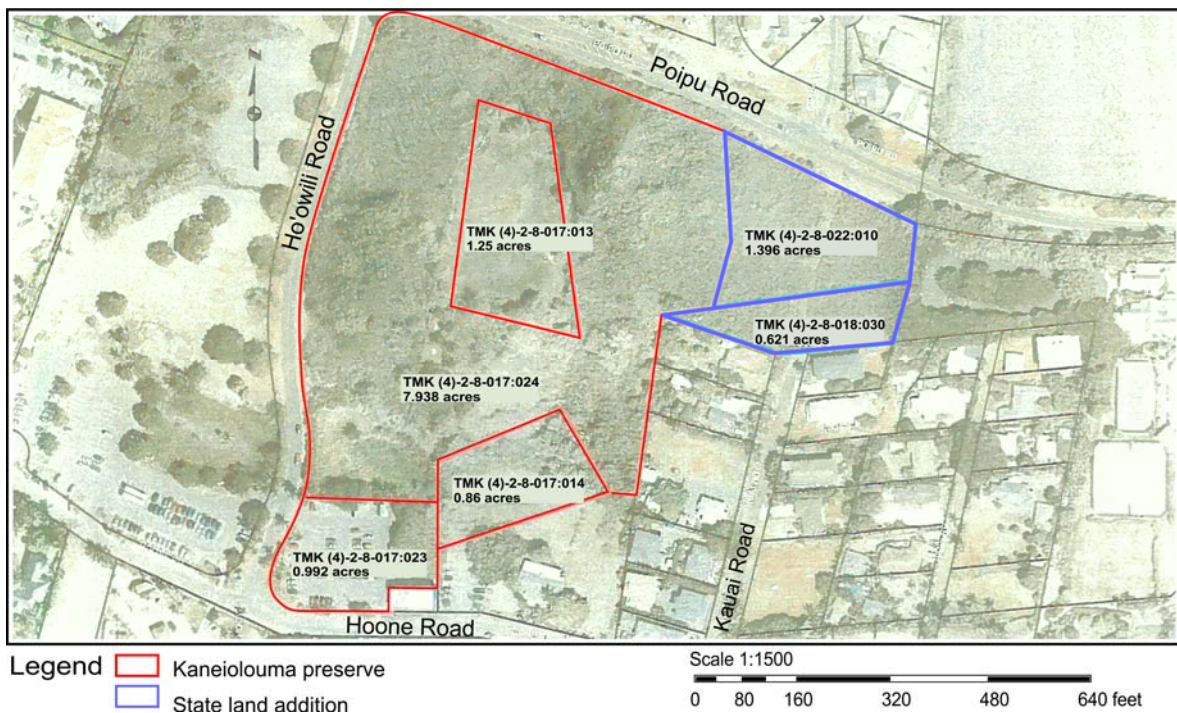 Poipu Road
Ho'owili Road
TMK (4)-2-8-017:013
1.25 acres
TMK (4)-2-8-022:010
1.396 acres
TMK (4)-2-8-018:030
0.621 acres
TMK (4)-2-8-017:024
7.938 acres
TMK (4)-2-8-017:014
0.86 acres
TMK (4)-2-8-017:023
0.992 acres
Kauai Road
Hoone Road
Legend
Kaneiolouma preserve
State land addition
Scale 1:1500
0 80 160 320 480 640 feet